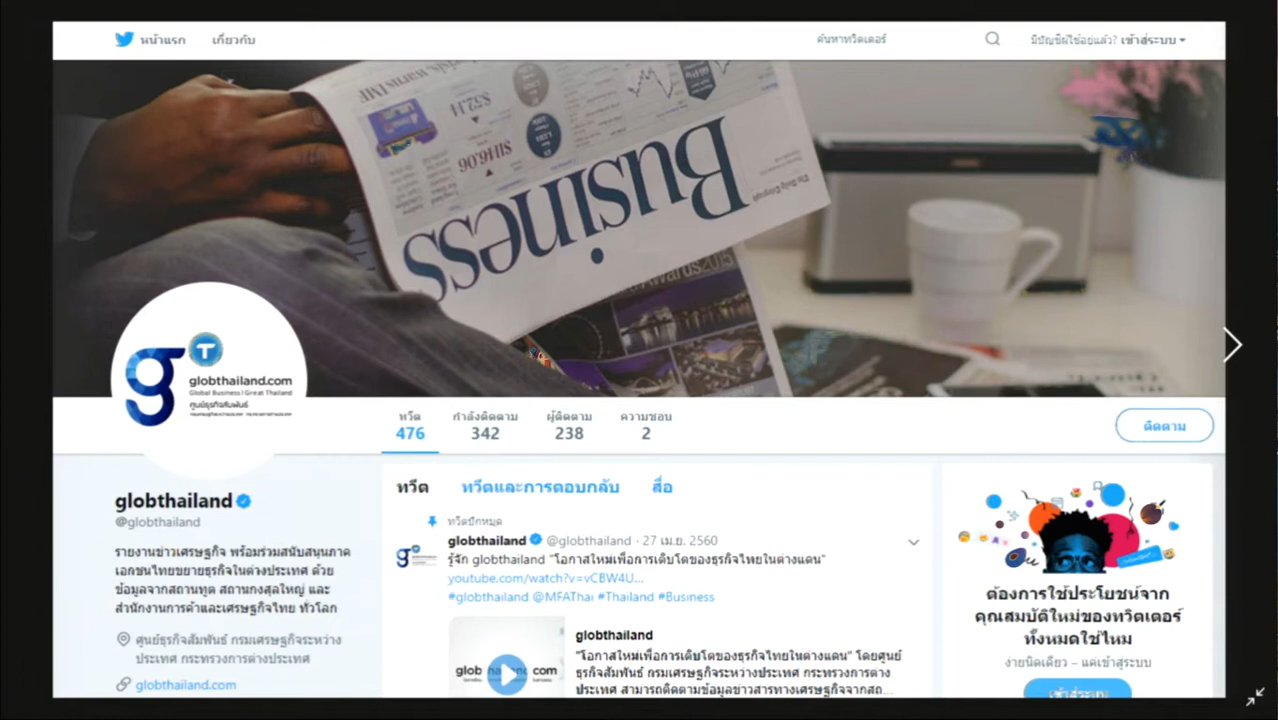 หน้าแรก เกี่ยวกับ
ค้นหาทวิตเตอร์
มีบัญชีผู้ใช้อยู่แล้ว? เข้าสู่ระบบ
Business
$52.14
$1146.06
Awards2015
T
g
globthailand.com
Global Business l Great Thailand
ศูนย์ธุรกิจสัมพันธ์
ทวีต กำลังติดตาม ผู้ติดตาม ความชอบ
476 342 238 2
ติดตาม
globthailand
@globthailand
รายงานข่าวเศรษฐกิจ พร้อมร่วมสนับสนุนภาค
เอกชนไทยขยายธุรกิจในต่างประเทศ ด้วย
ข้อมูลจากสถานทูต สถานกงสุลใหญ่ และ
สำนักงานการค้าและเศรษฐกิจไทย ทั่วโลก
ศูนย์ธุรกิจสัมพันธ์ กรมเศรษฐกิจระหว่าง
ประเทศ กระทรวงการต่างประเทศ
globthailand.com
ทวีต ทวีตและการตอบกลับ สื่อ
ทวีตปักหมุด
globthailand @globthailand · 27 เม.ย. 2560
รู้จัก globthailand "โอกาสใหม่เพื่อการเติบโตของธุรกิจไทยในต่างแดน"
youtube.com/watch?v=vCBW4U...
#globthailand @MFAThai #Thailand #Business
glob com
globthailand
"โอกาสใหม่เพื่อการเติบโตของธุรกิจไทยในต่างแดน" โดยศูนย์
ธุรกิจสัมพันธ์ กรมเศรษฐกิจระหว่างประเทศ กระทรวงการต่าง
ประเทศ สามารถติดตามข้อมูลข่าวสารทางเศรษฐกิจจากสถ...
ต้องการใช้ประโยชน์จาก
คุณสมบัติใหม่ของทวิตเตอร์
ทั้งหมดใช่ไหม
ง่ายนิดเดียว – แค่เข้าสู่ระบบ
เข้าสู่ระบบ